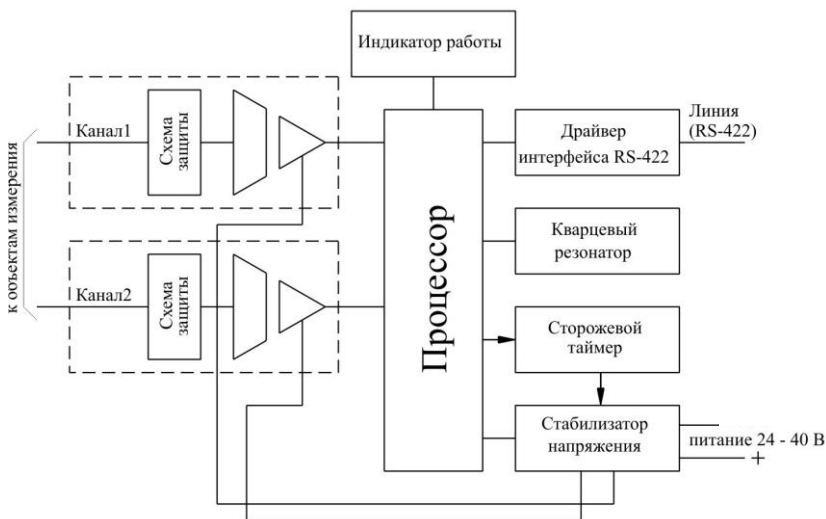 Индикатор работы
Канал1
Схема
защиты
Драйвер
интерфейса RS-422
Линия
(RS-422)
к объектам измерения
Процессор
Кварцевый
резонатор
Канал2
Схема
защиты
Сторожевой
таймер
Стабилизатор
напряжения
питание 24 - 40 В
+